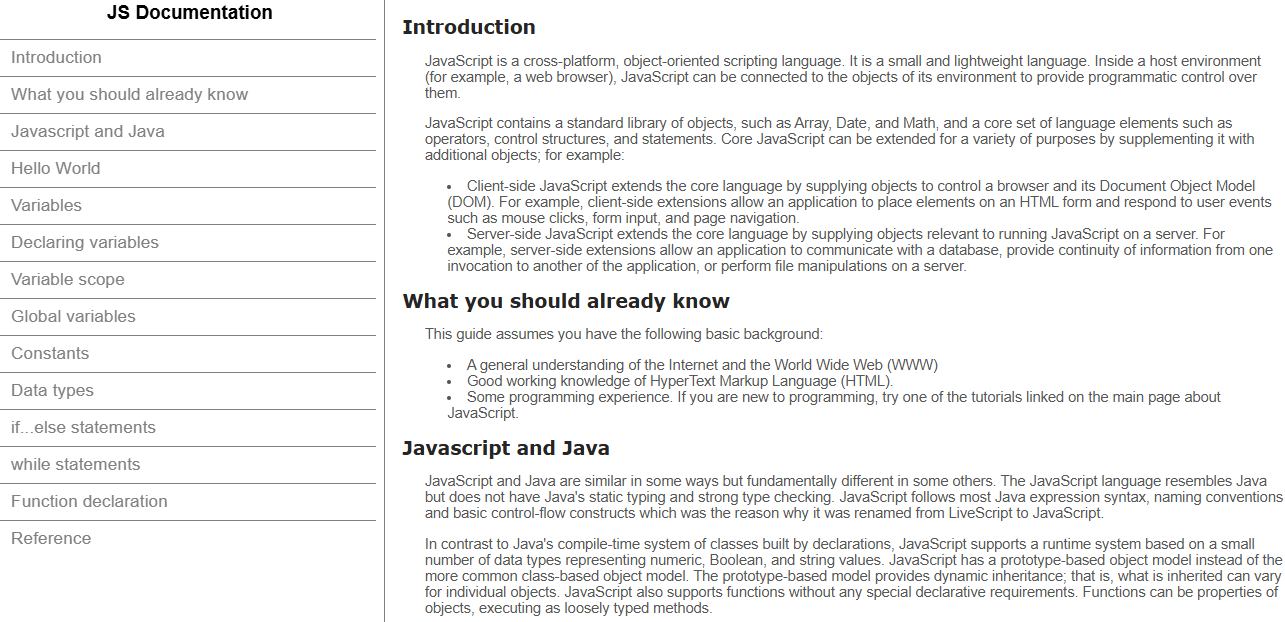 JS Documentation
Introduction
What you should already know
Javascript and Java
Hello World
Variables
Declaring variables
Variable scope
Global variables
Constants
Data types
if...else statements
while statements
Function declaration
Reference
Introduction
JavaScript is a cross-platform, object-oriented scripting language. It is a small and lightweight language. Inside a host environment
(for example, a web browser), JavaScript can be connected to the objects of its environment to provide programmatic control over
them.
JavaScript contains a standard library of objects, such as Array, Date, and Math, and a core set of language elements such as
operators, control structures, and statements. Core JavaScript can be extended for a variety of purposes by supplementing it with
additional objects; for example:
• Client-side JavaScript extends the core language by supplying objects to control a browser and its Document Object Model
(DOM). For example, client-side extensions allow an application to place elements on an HTML form and respond to user events
such as mouse clicks, form input, and page navigation.
• Server-side JavaScript extends the core language by supplying objects relevant to running JavaScript on a server. For
example, server-side extensions allow an application to communicate with a database, provide continuity of information from one
invocation to another of the application, or perform file manipulations on a server.
What you should already know
This guide assumes you have the following basic background:
• A general understanding of the Internet and the World Wide Web (WWW)
• Good working knowledge of HyperText Markup Language (HTML).
• Some programming experience. If you are new to programming, try one of the tutorials linked on the main page about
JavaScript.
Javascript and Java
JavaScript and Java are similar in some ways but fundamentally different in some others. The JavaScript language resembles Java
but does not have Java's static typing and strong type checking. JavaScript follows most Java expression syntax, naming conventions
and basic control-flow constructs which was the reason why it was renamed from LiveScript to JavaScript.
In contrast to Java's compile-time system of classes built by declarations, JavaScript supports a runtime system based on a small
number of data types representing numeric, Boolean, and string values. JavaScript has a prototype-based object model instead of the
more common class-based object model. The prototype-based model provides dynamic inheritance; that is, what is inherited can vary
for individual objects. JavaScript also supports functions without any special declarative requirements. Functions can be properties of
objects, executing as loosely typed methods.